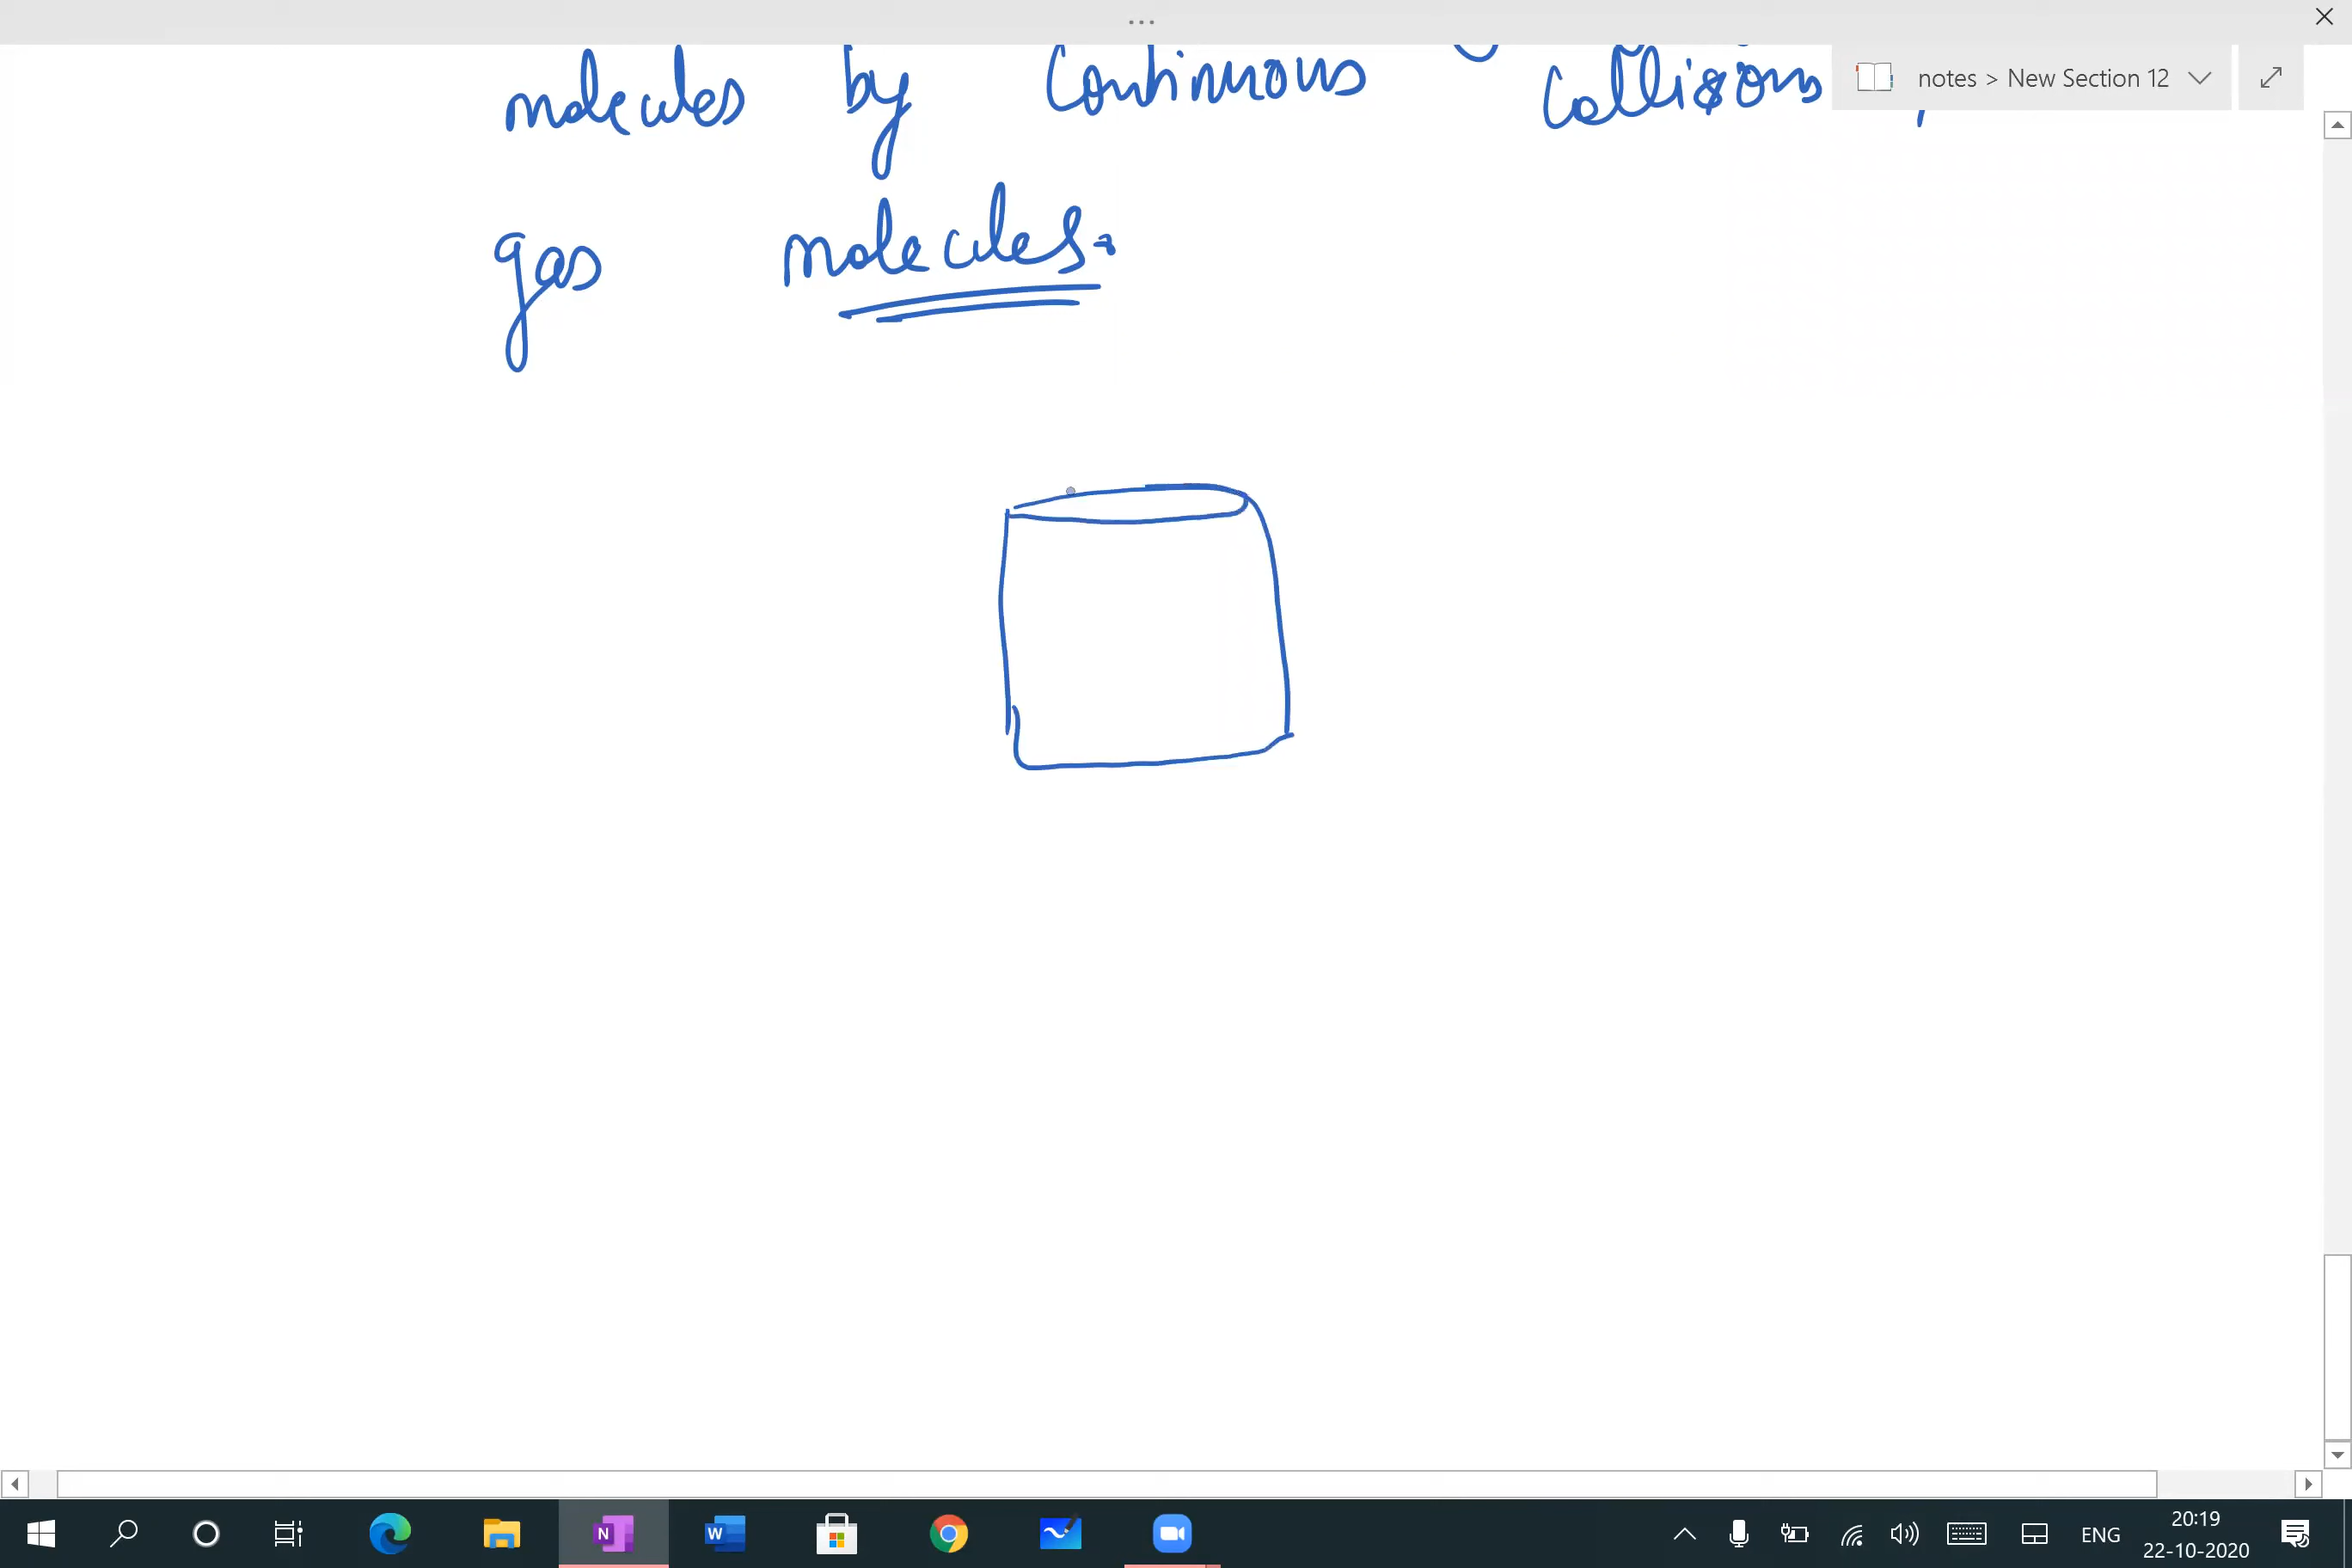 molecules by continuous collisions
notes > New Section 12
gas molecules.
ENG
20:19
22-10-2020